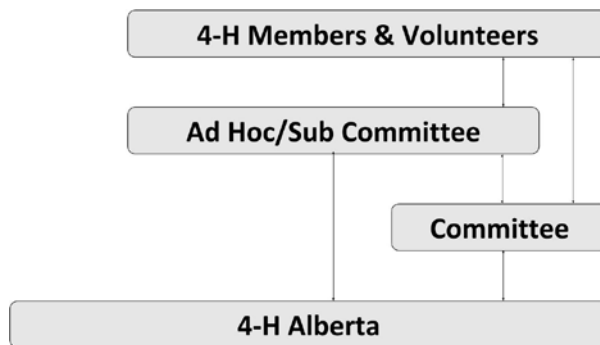 4-H Members & Volunteers
Ad Hoc/Sub Committee
Committee
4-H Alberta